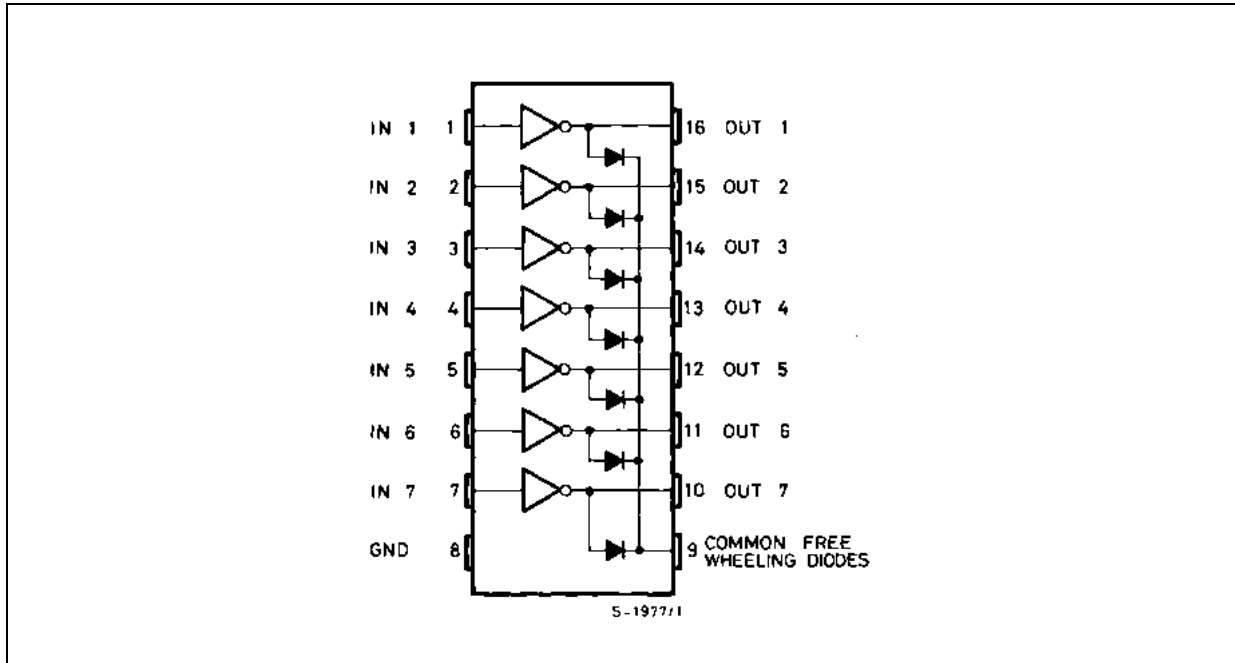 IN 1 1 16 OUT 1
IN 2 2 15 OUT 2
IN 3 3 14 OUT 3
IN 4 4 13 OUT 4
IN 5 5 12 OUT 5
IN 6 6 11 OUT 6
IN 7 7 10 OUT 7
GND 8 9 COMMON FREE
WHEELING DIODES
S-1977/1